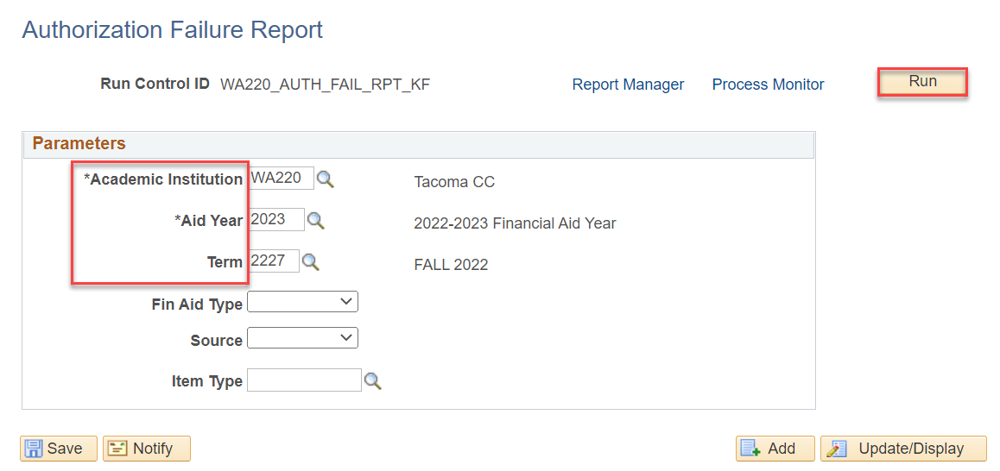 Authorization Failure Report
Run Control ID WA220_AUTH_FAIL_RPT_KF Report Manager Process Monitor Run
Parameters
*Academic Institution WA220 Tacoma CC
*Aid Year 2023 2022-2023 Financial Aid Year
Term 2227 FALL 2022
Fin Aid Type
Source
Item Type
Save Notify Add Update/Display